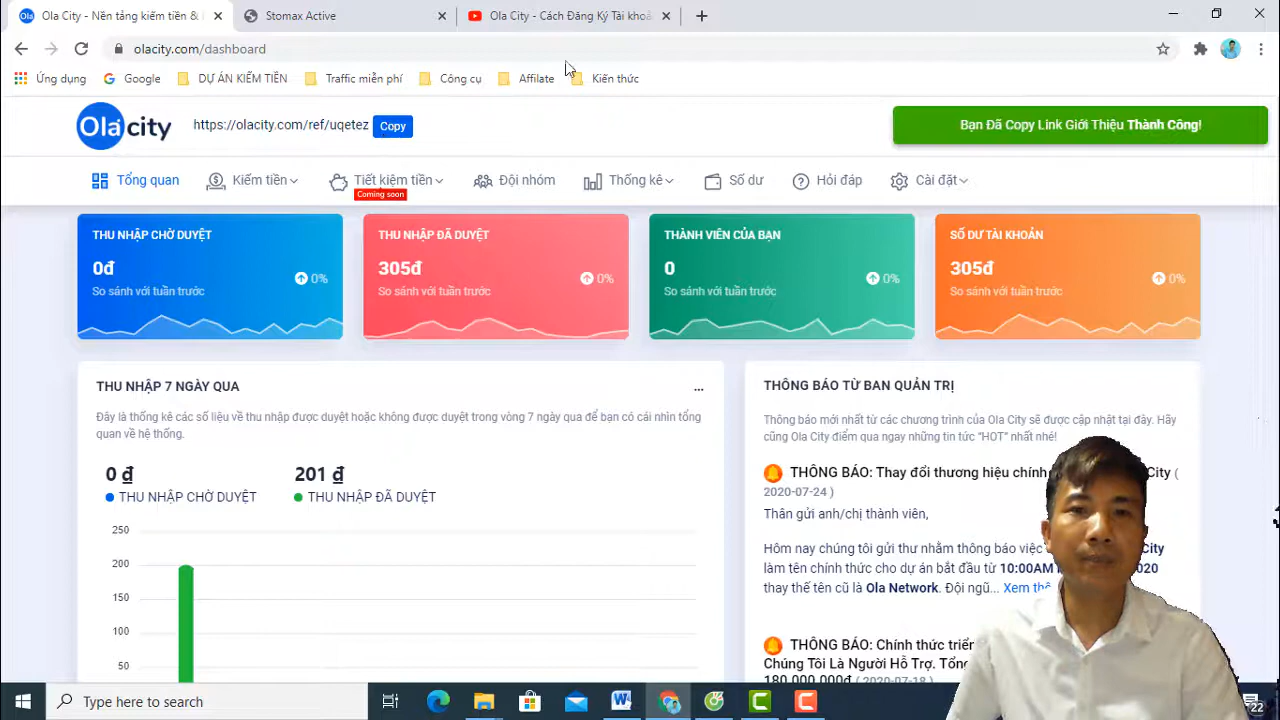 Ola City - Nền tảng kiếm tiền &
Stomax Active
Ola City - Cách Đăng Ký Tài khoả
olacity.com/dashboard
Ứng dụng
Google
DỰ ÁN KIẾM TIỀN
Traffic miễn phí
Công cụ
Affilate
Kiến thức
Ola city
https://olacity.com/ref/uqetez
Copy
Bạn Đã Copy Link Giới Thiệu Thành Công!
Tổng quan
Kiếm tiền
Tiết kiệm tiền
Coming soon
Đội nhóm
Thống kê
Số dư
Hỏi đáp
Cài đặt
THU NHẬP CHỜ DUYỆT
0đ
0%
So sánh với tuần trước
THU NHẬP ĐÃ DUYỆT
305đ
0%
So sánh với tuần trước
THÀNH VIÊN CỦA BẠN
0
0%
So sánh với tuần trước
SỐ DƯ TÀI KHOẢN
305đ
0%
So sánh với tuần trước
THU NHẬP 7 NGÀY QUA
...
Đây là thống kê các số liệu về thu nhập được duyệt hoặc không được duyệt trong vòng 7 ngày qua để bạn có cái nhìn tổng
quan về hệ thống.
0 đ
THU NHẬP CHỜ DUYỆT
201 đ
THU NHẬP ĐÃ DUYỆT
250
200
150
100
50
THÔNG BÁO TỪ BAN QUẢN TRỊ
Thông báo mới nhất từ các chương trình của Ola City sẽ được cập nhật tại đây. Hãy
cũng Ola City điểm qua ngay những tin tức "HOT" nhất nhé!
THÔNG BÁO: Thay đổi thương hiệu chính City (
2020-07-24 )
Thân gửi anh/chị thành viên,
Hôm nay chúng tôi gửi thư nhằm thông báo việc City
làm tên chính thức cho dự án bắt đầu từ 10:00AM 2020
thay thế tên cũ là Ola Network. Đội ngũ... Xem
THÔNG BÁO: Chính thức
Chúng Tôi Là Người Hỗ Trợ.
180.000.000đ ( 2020-07-18 )
Type here to search
22